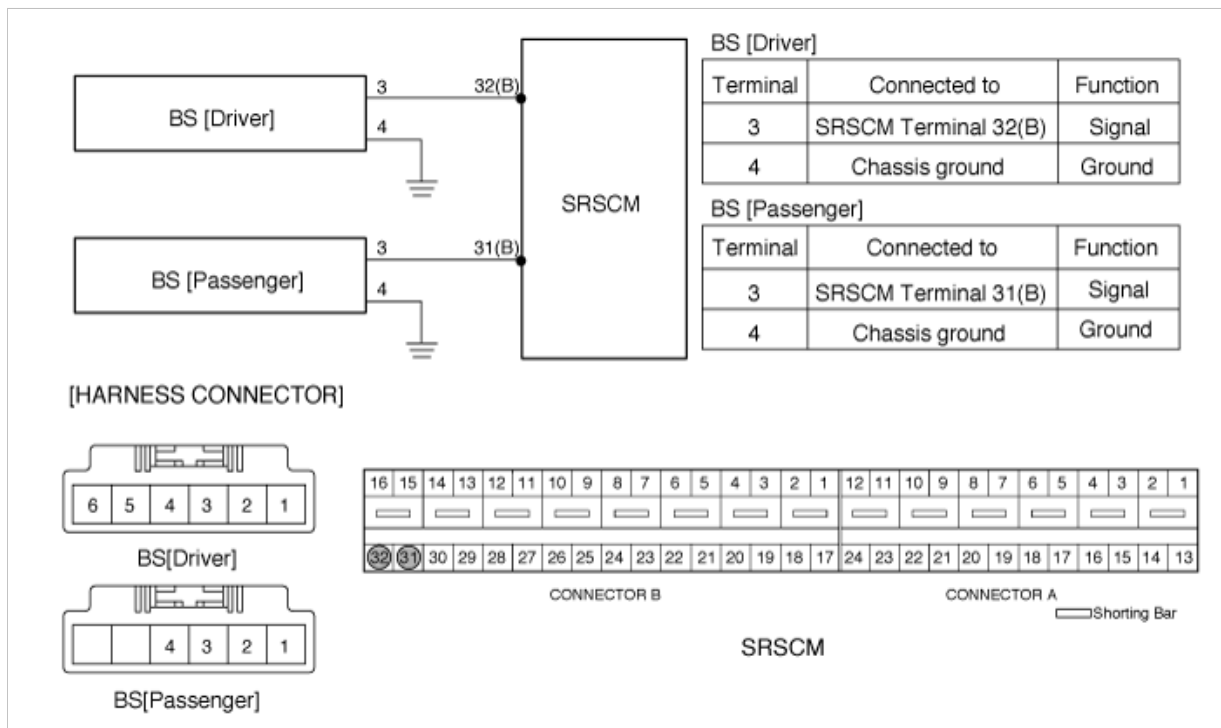 BS [Driver]
3
32(B)
4
BS [Driver]
Terminal Connected to Function
3 SRSCM Terminal 32(B) Signal
4 Chassis ground Ground
SRSCM
BS [Passenger]
3
31(B)
4
BS [Passenger]
Terminal Connected to Function
3 SRSCM Terminal 31(B) Signal
4 Chassis ground Ground
[HARNESS CONNECTOR]
6 5 4 3 2 1
BS[Driver]
4 3 2 1
BS[Passenger]
16 15 14 13 12 11 10 9 8 7 6 5 4 3 2 1 12 11 10 9 8 7 6 5 4 3 2 1
32 31 30 29 28 27 26 25 24 23 22 21 20 19 18 17 24 23 22 21 20 19 18 17 16 15 14 13
CONNECTOR B CONNECTOR A
Shorting Bar
SRSCM